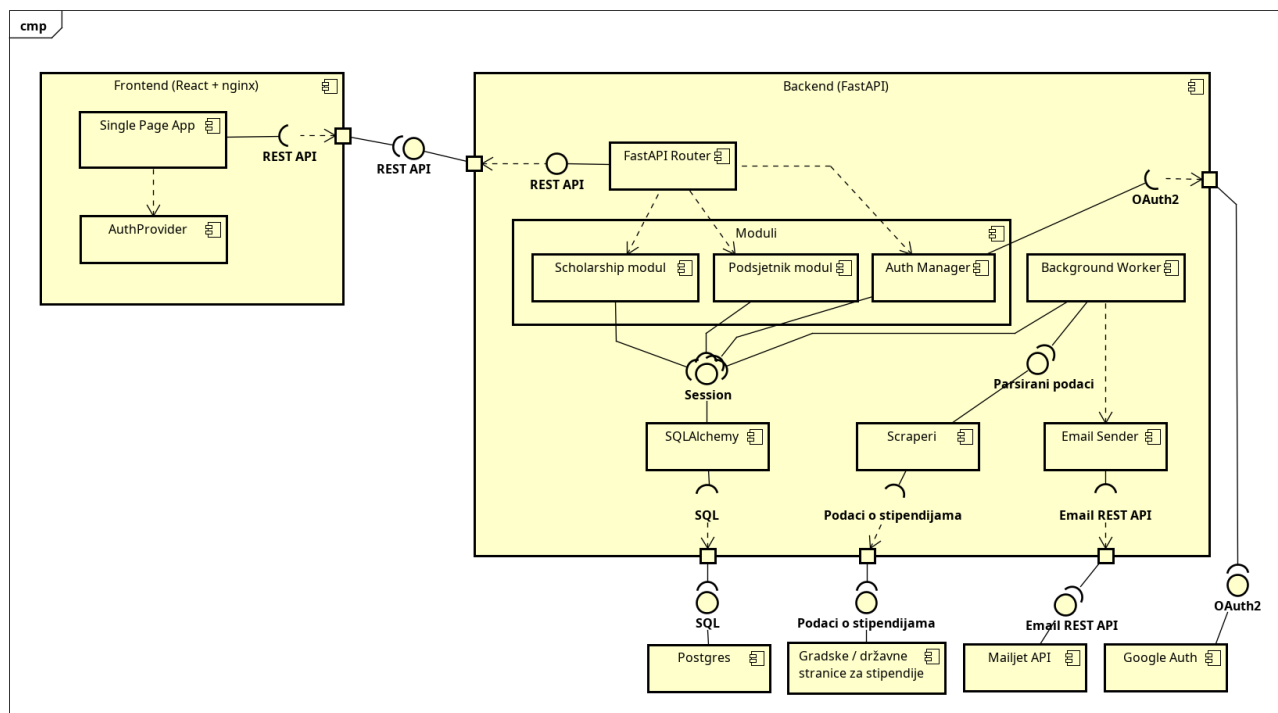 cmp
Frontend (React + nginx)
Backend (FastAPI)
Single Page App
REST API
REST API
REST API
FastAPI Router
OAuth2
AuthProvider
Moduli
Scholarship modul
Podsjetnik modul
Auth Manager
Background Worker
Parsirani podaci
Session
SQLAlchemy
Scraperi
Email Sender
SQL
Podaci o stipendijama
Email REST API
OAuth2
SQL
Podaci o stipendijama
Email REST API
Postgres
Gradske / državne
stranice za stipendije
Mailjet API
Google Auth